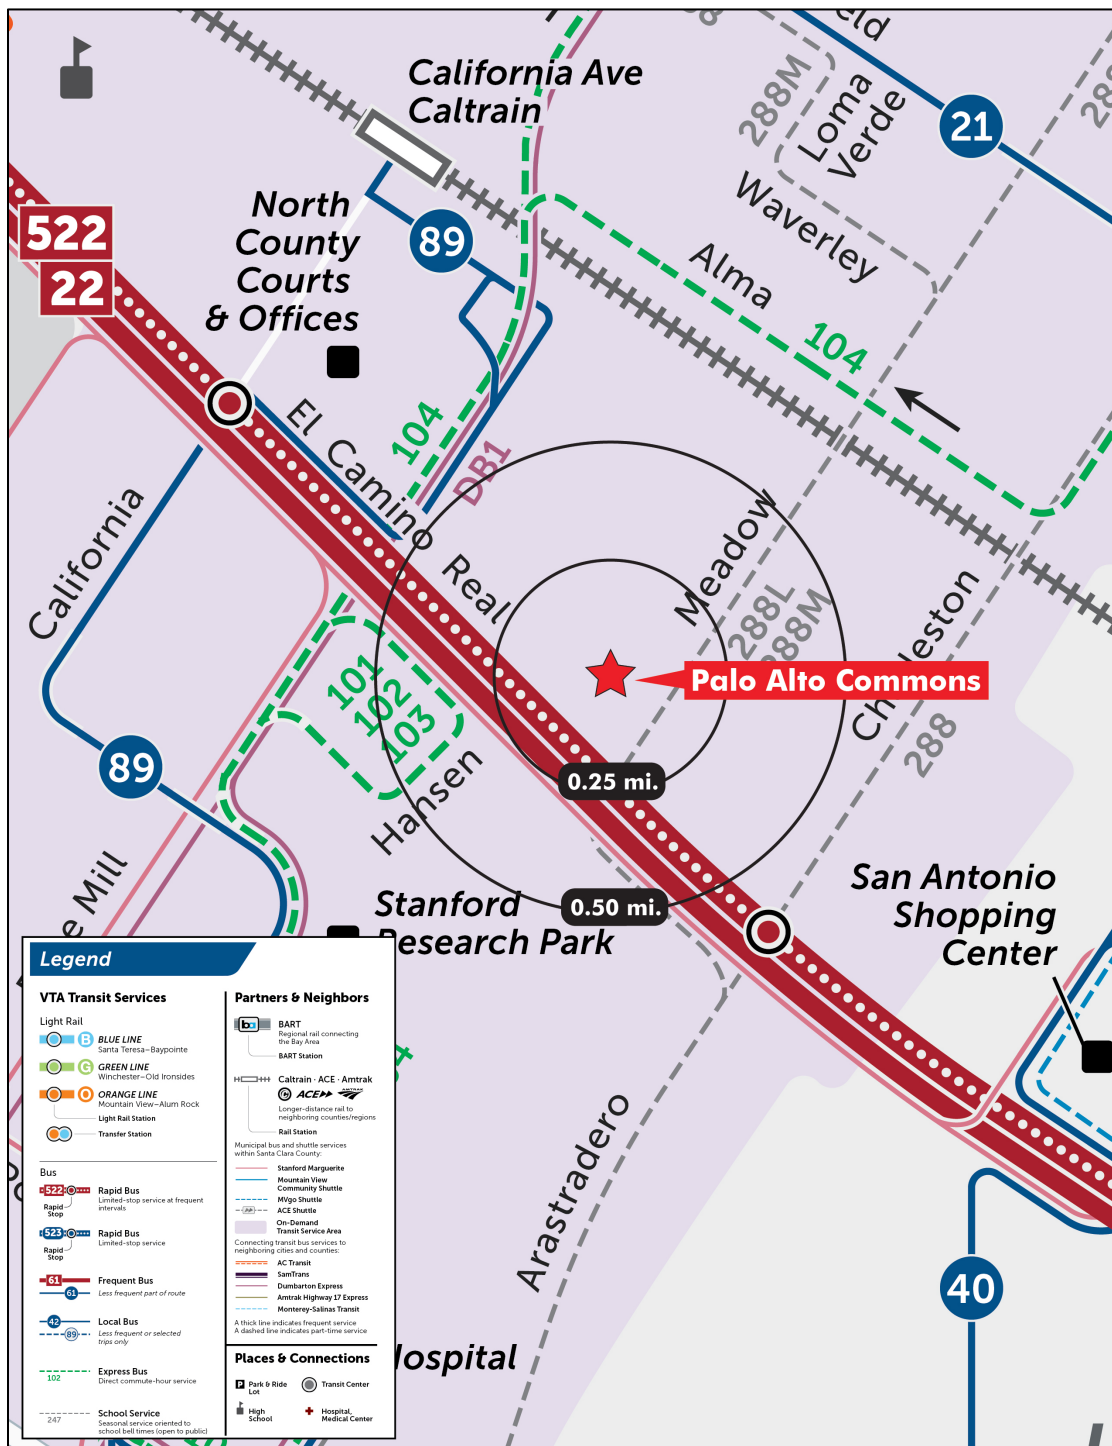 California Ave
Caltrain
288M
Loma
Verde
21
Waverley
North
County
Courts
& Offices
89
522
22
Alma
104
El Camino Real
104
DB1
California
Meadow
288L
288M
Charleston
288
Palo Alto Commons
101
102
103
Hansen
89
0.25 mi.
0.50 mi.
Stanford
Research Park
San Antonio
Shopping
Center
Arastradero
40
Hospital
Legend
VTA Transit Services
Light Rail
B
BLUE LINE
Santa Teresa–Baypointe
G
GREEN LINE
Winchester–Old Ironsides
O
ORANGE LINE
Mountain View–Alum Rock
Light Rail Station
Transfer Station
Bus
522
Rapid
Stop
Rapid Bus
Limited-stop service at frequent
intervals
523
Rapid
Stop
Rapid Bus
Limited-stop service
61
Frequent Bus
61
Less frequent part of route
42
Local Bus
89
Less frequent or selected
trips only
102
Express Bus
Direct commute-hour service
247
School Service
Seasonal service oriented to
school bell times (open to public)
Partners & Neighbors
ba
BART
Regional rail connecting
the Bay Area
BART Station
Caltrain · ACE · Amtrak
ACE
AMTRAK
Longer-distance rail to
neighboring counties/regions
Rail Station
Municipal bus and shuttle services
within Santa Clara County:
Stanford Marguerite
Mountain View
Community Shuttle
MVgo Shuttle
ACE Shuttle
On-Demand
Transit Service Area
Connecting transit bus services to
neighboring cities and counties:
AC Transit
SamTrans
Dumbarton Express
Amtrak Highway 17 Express
Monterey-Salinas Transit
A thick line indicates frequent service
A dashed line indicates part-time service
Places & Connections
P
Park & Ride
Lot
Transit Center
High
School
Hospital,
Medical Center